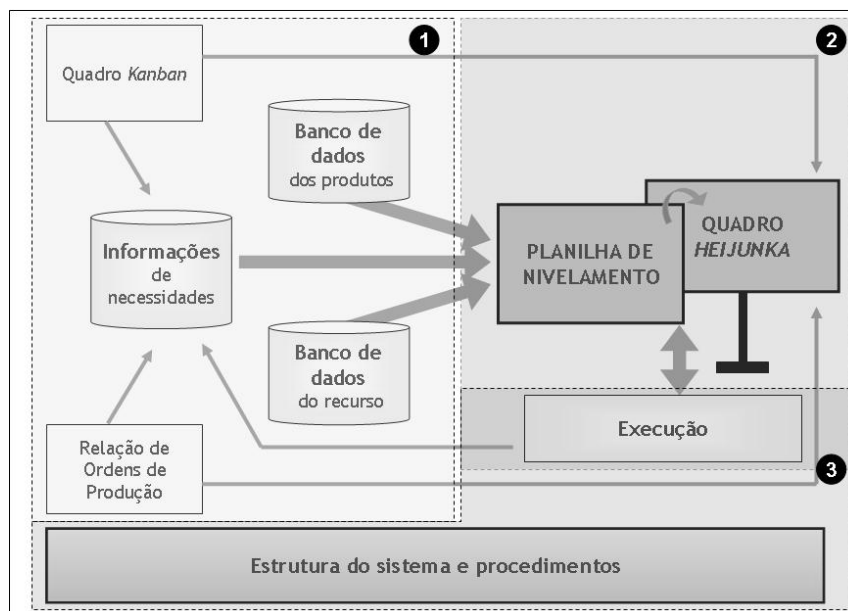 1
2
Quadro Kanban
Banco de
dados
dos produtos
Informações
de
necessidades
PLANILHA DE
NIVELAMENTO
QUADRO
HEIJUNKA
Banco de
dados
do recurso
Execução
Relação de
Ordens de
Produção
3
Estrutura do sistema e procedimentos